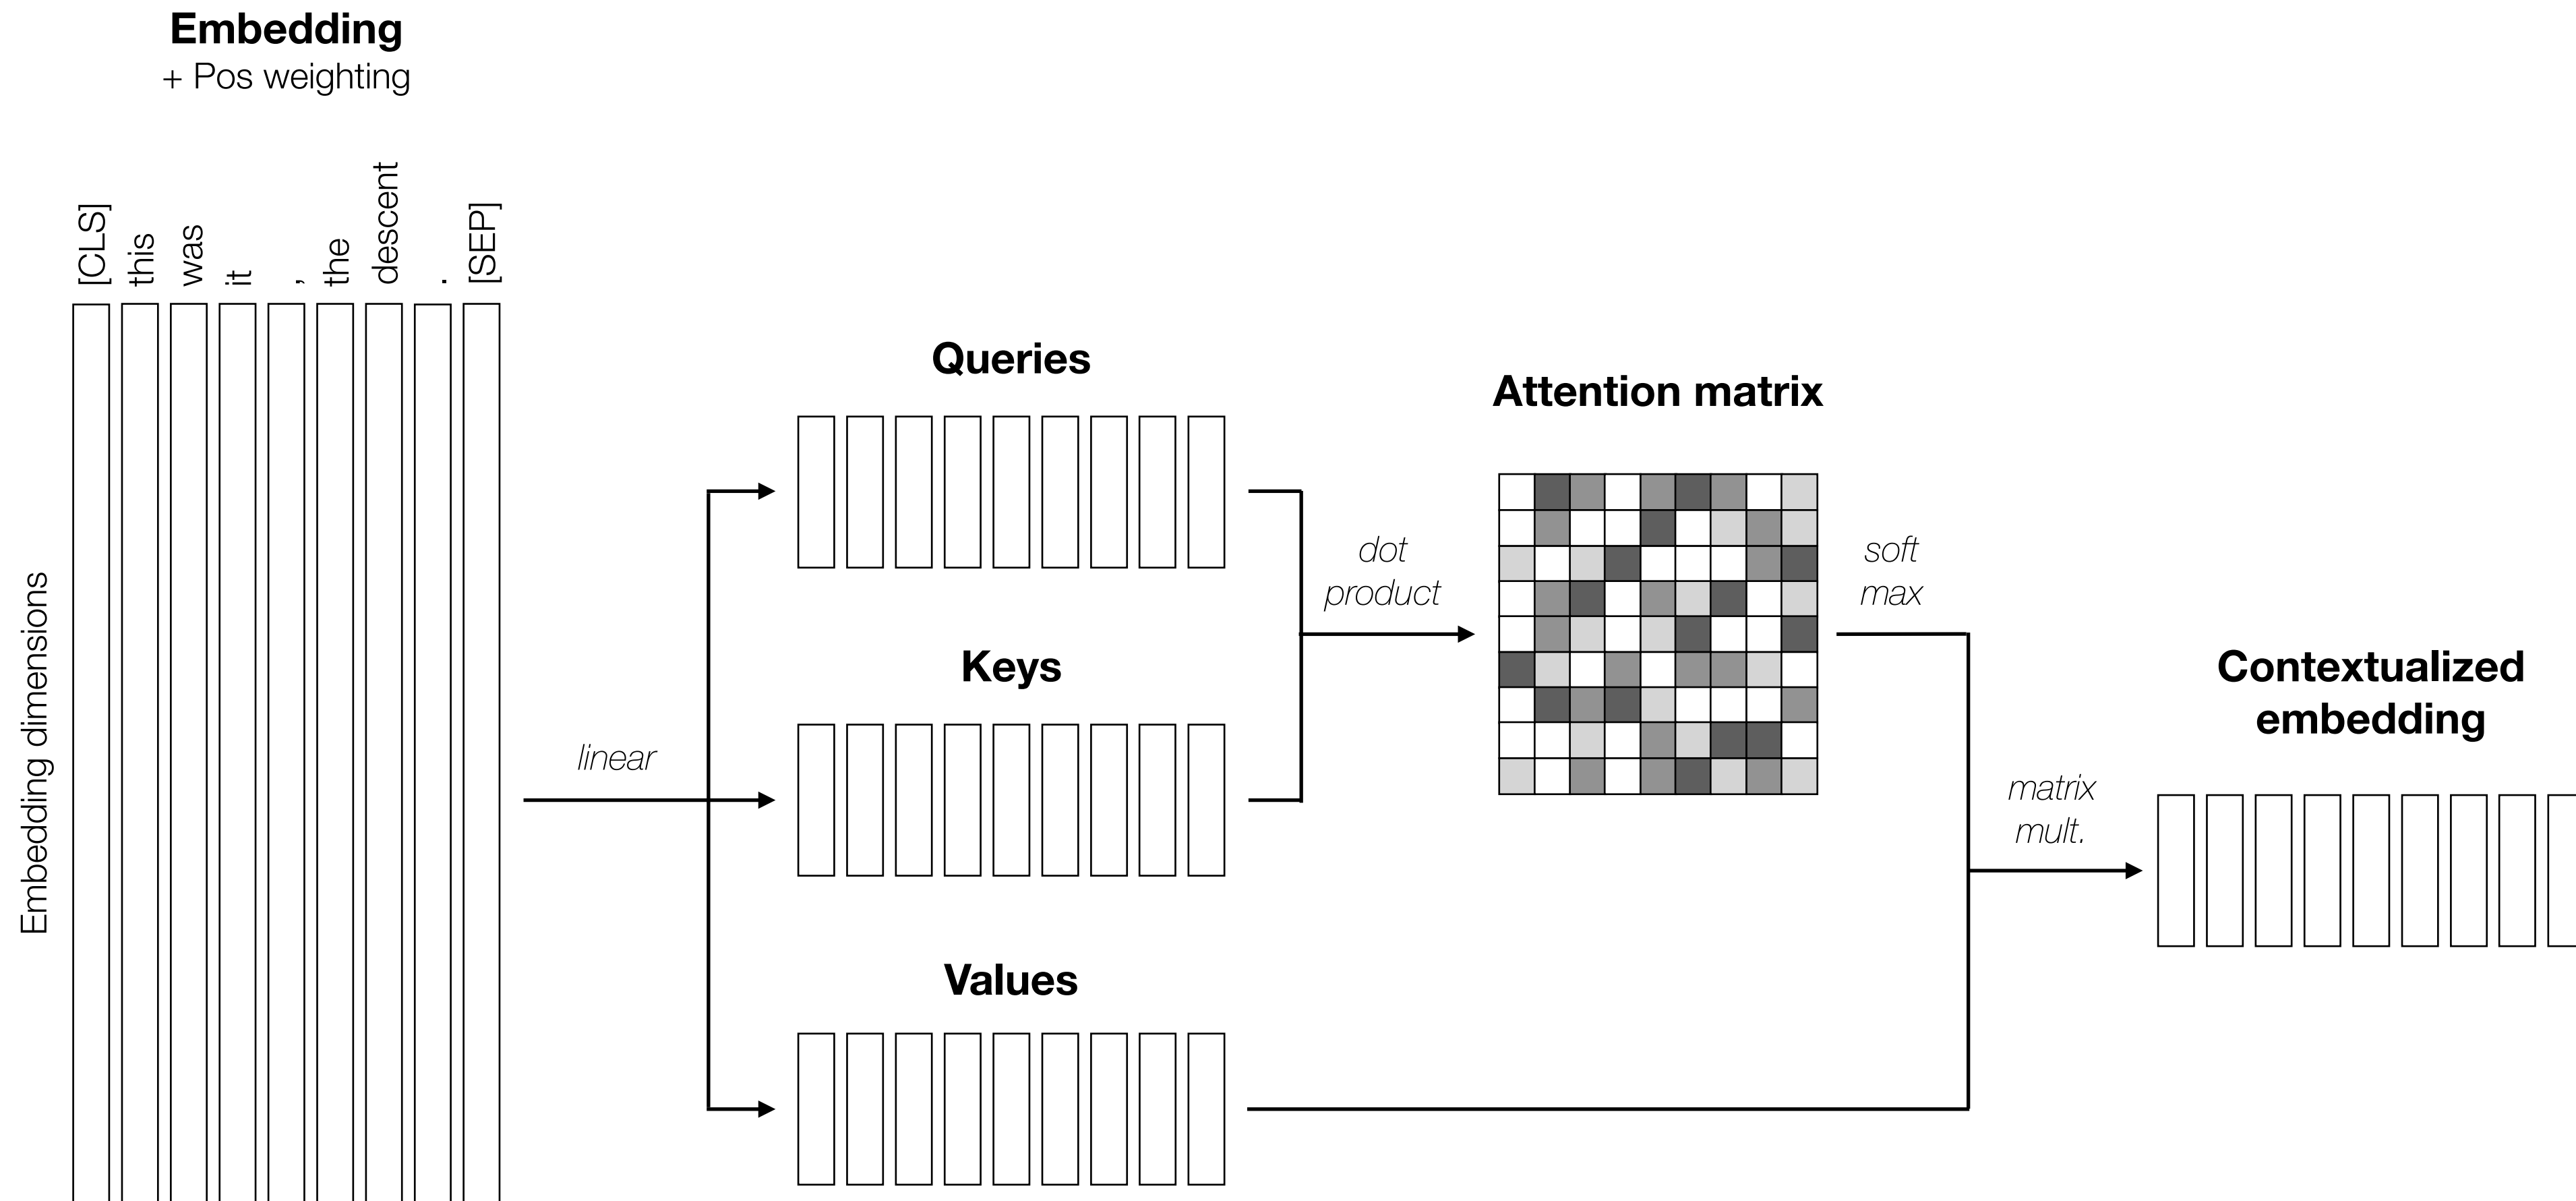 Embedding
+ Pos weighting
[CLS]
this
was
it
,
the
descent
.
[SEP]
Embedding dimensions
linear
Queries
Keys
Values
dot
product
Attention matrix
soft
max
matrix
mult.
Contextualized
embedding